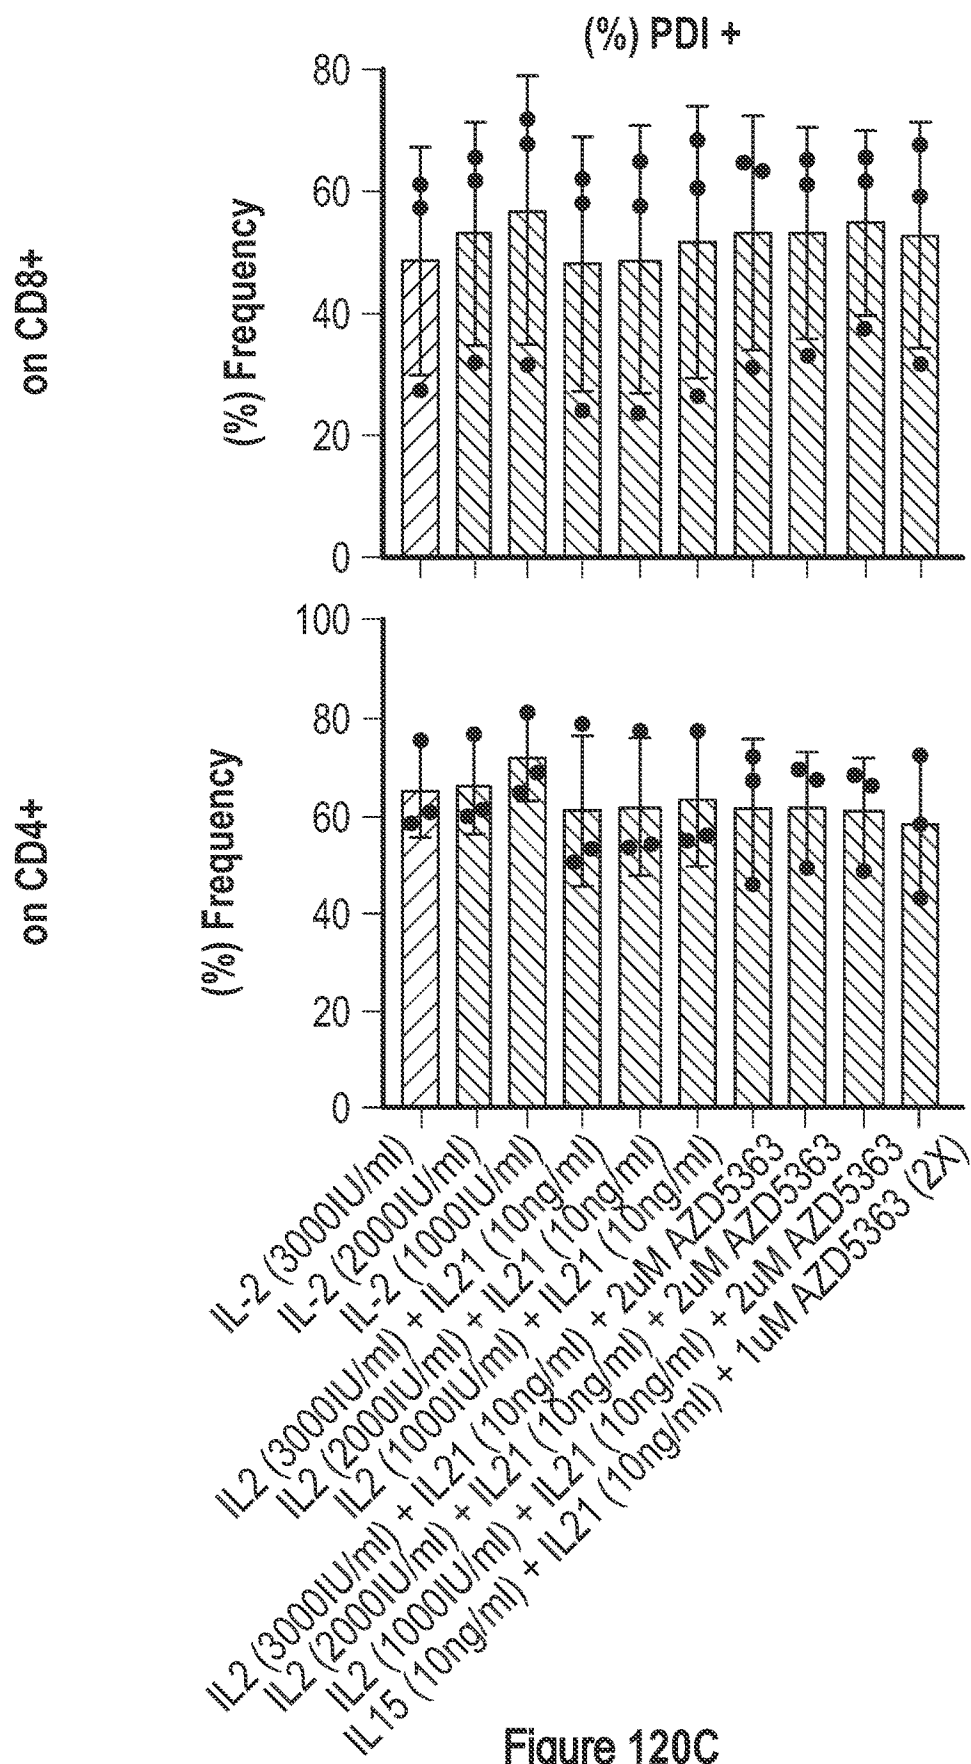 (%) PDI +
on CD8+
(%) Frequency
80
60
40
20
0
on CD4+
(%) Frequency
100
80
60
40
20
0
IL-2 (3000IU/ml)
IL-2 (2000IU/ml)
IL-2 (1000IU/ml)
IL2 (3000IU/ml) + IL21 (10ng/ml)
IL2 (2000IU/ml) + IL21 (10ng/ml)
IL2 (1000IU/ml) + IL21 (10ng/ml)
IL2 (3000IU/ml) + IL21 (10ng/ml) + 2uM AZD5363
IL2 (2000IU/ml) + IL21 (10ng/ml) + 2uM AZD5363
IL2 (1000IU/ml) + IL21 (10ng/ml) + 2uM AZD5363
IL15 (10ng/ml) + IL21 (10ng/ml) + 1uM AZD5363 (2X)
Figure 120C